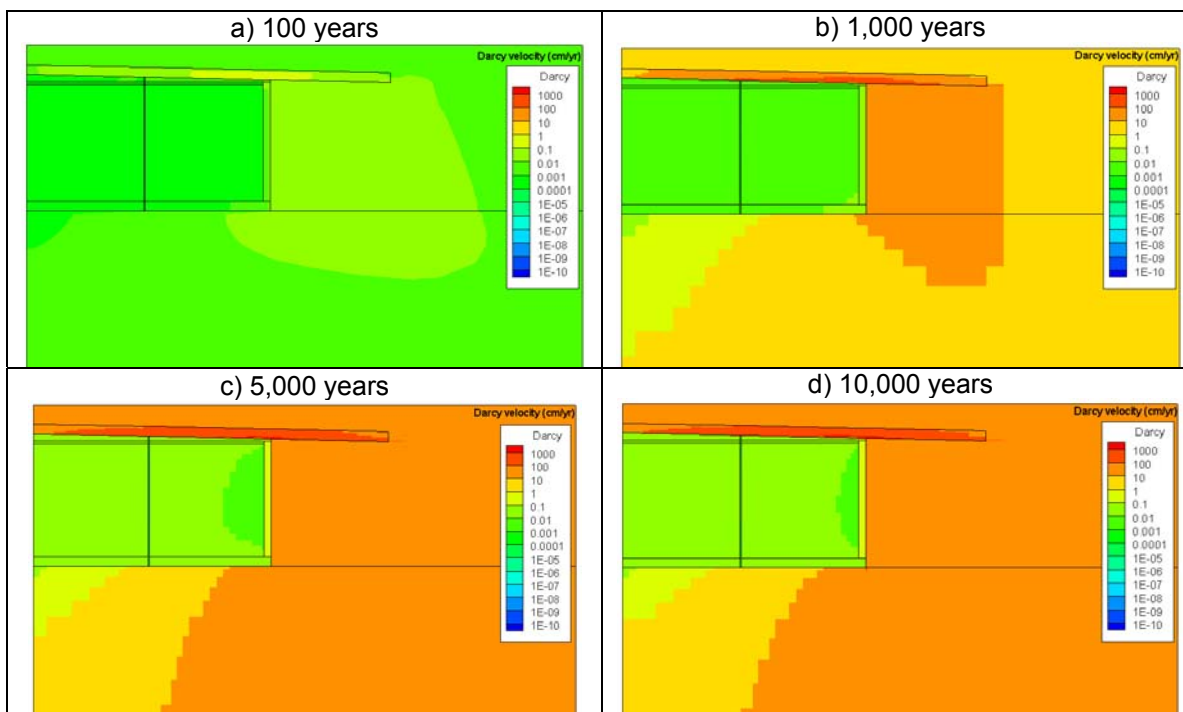 a) 100 years
Darcy velocity (cm/yr)
Darcy
1000
100
10
1
0.1
0.01
0.001
0.0001
1E-05
1E-06
1E-07
1E-08
1E-09
1E-10
b) 1,000 years
Darcy velocity (cm/yr)
Darcy
1000
100
10
1
0.1
0.01
0.001
0.0001
1E-05
1E-06
1E-07
1E-08
1E-09
1E-10
c) 5,000 years
Darcy velocity (cm/yr)
Darcy
1000
100
10
1
0.1
0.01
0.001
0.0001
1E-05
1E-06
1E-07
1E-08
1E-09
1E-10
d) 10,000 years
Darcy velocity (cm/yr)
Darcy
1000
100
10
1
0.1
0.01
0.001
0.0001
1E-05
1E-06
1E-07
1E-08
1E-09
1E-10